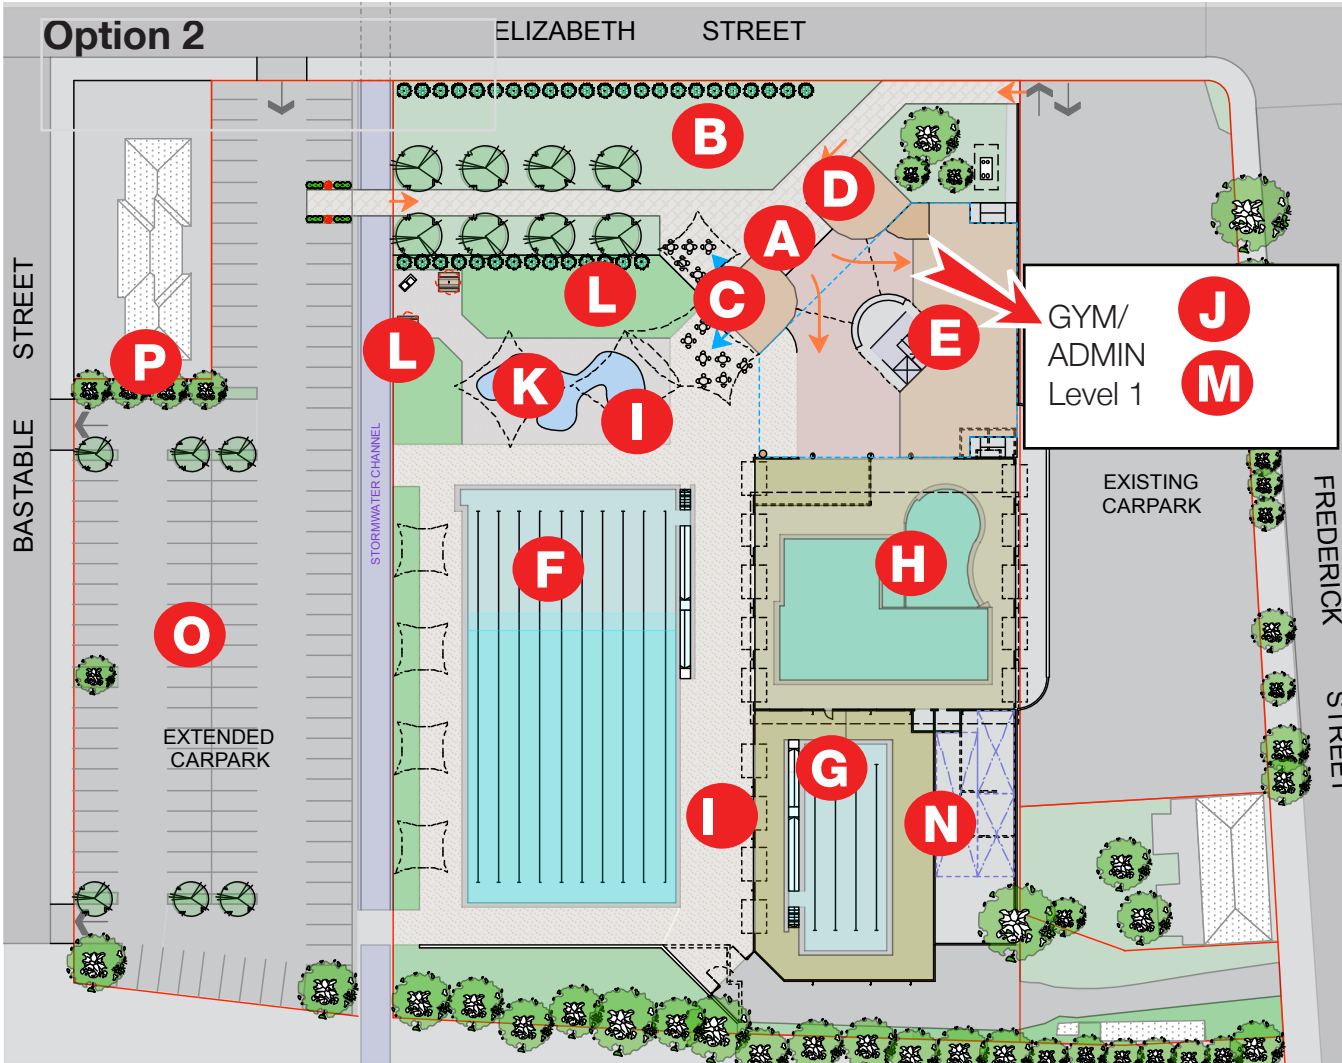 Option 2
ELIZABETH STREET
B
D
A
L
C
E
GYM/ J
ADMIN
Level 1 M
L
P
K
I
BASTABLE STREET
STORMWATER CHANNEL
EXISTING
CARPARK
FREDERICK STREET
F
H
O
EXTENDED
CARPARK
G
I
N